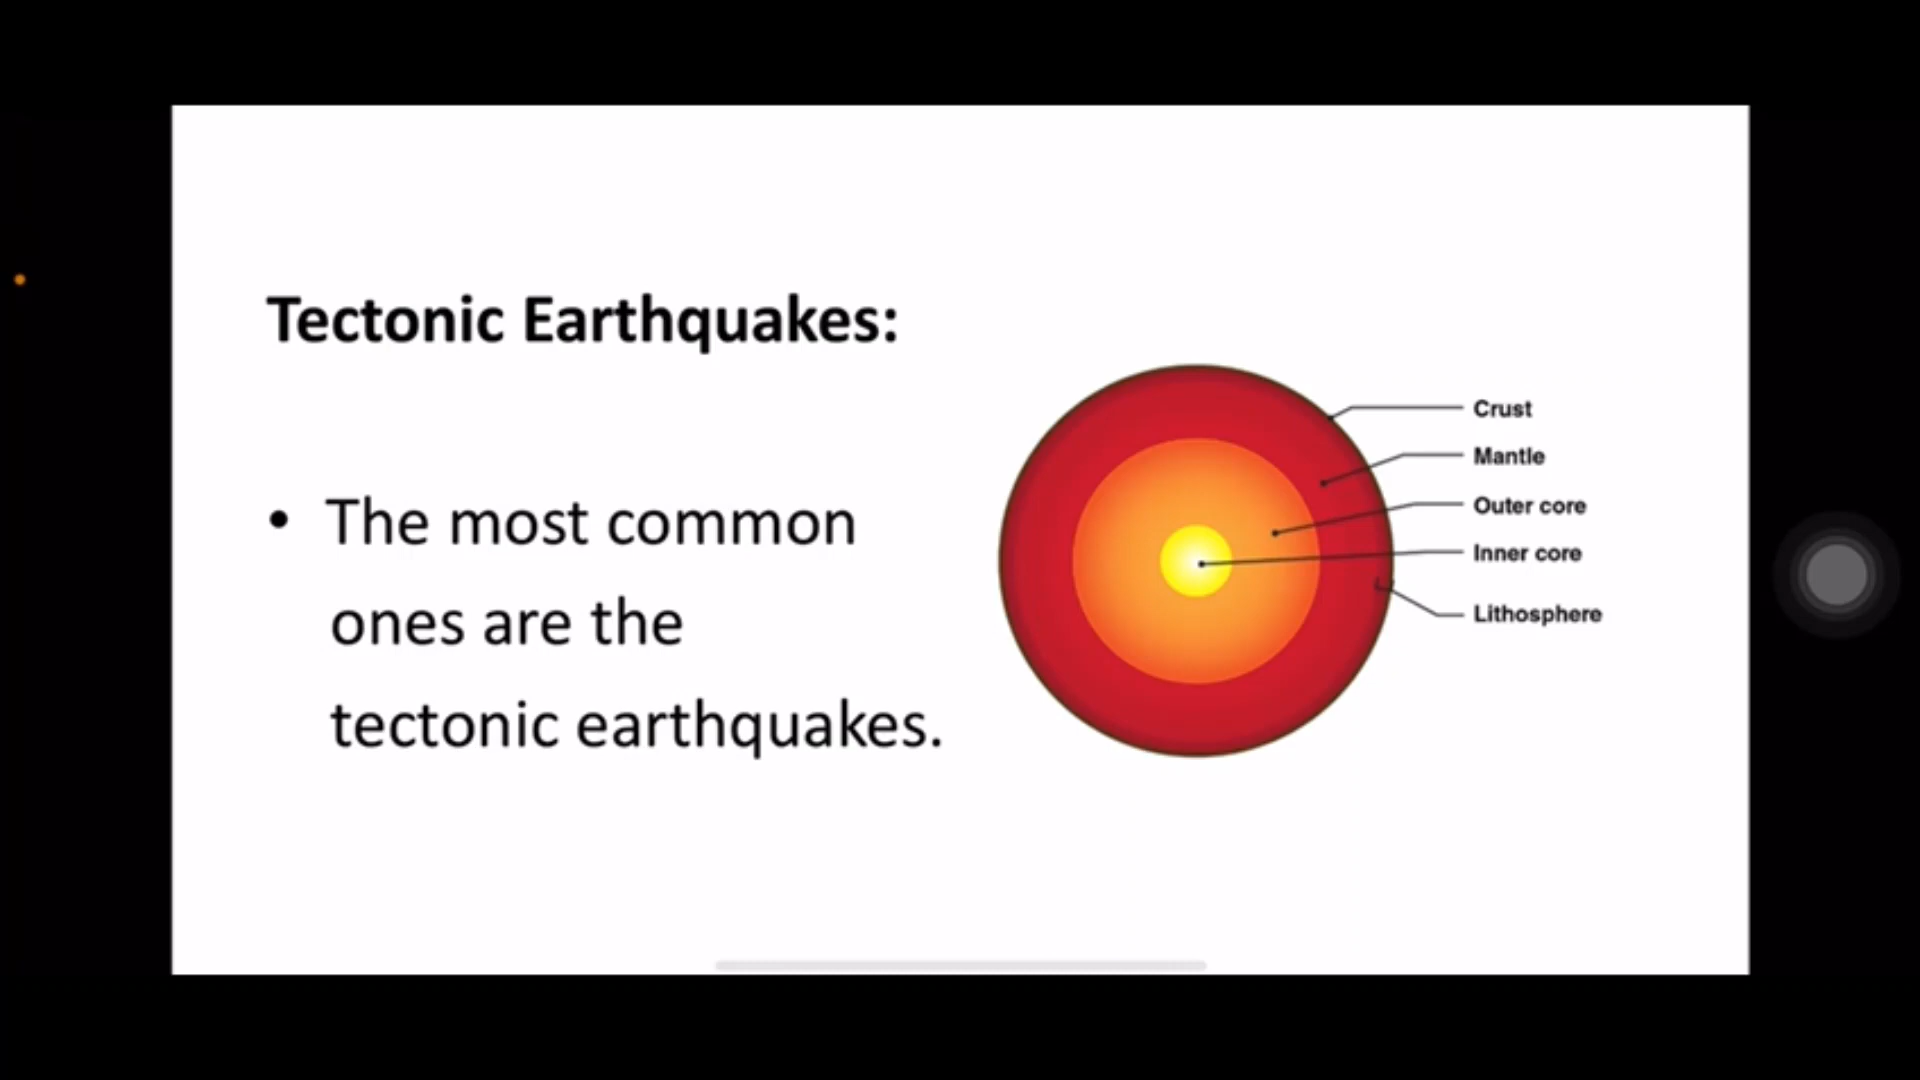 Tectonic Earthquakes:
• The most common
ones are the
tectonic earthquakes.
Crust
Mantle
Outer core
Inner core
Lithosphere